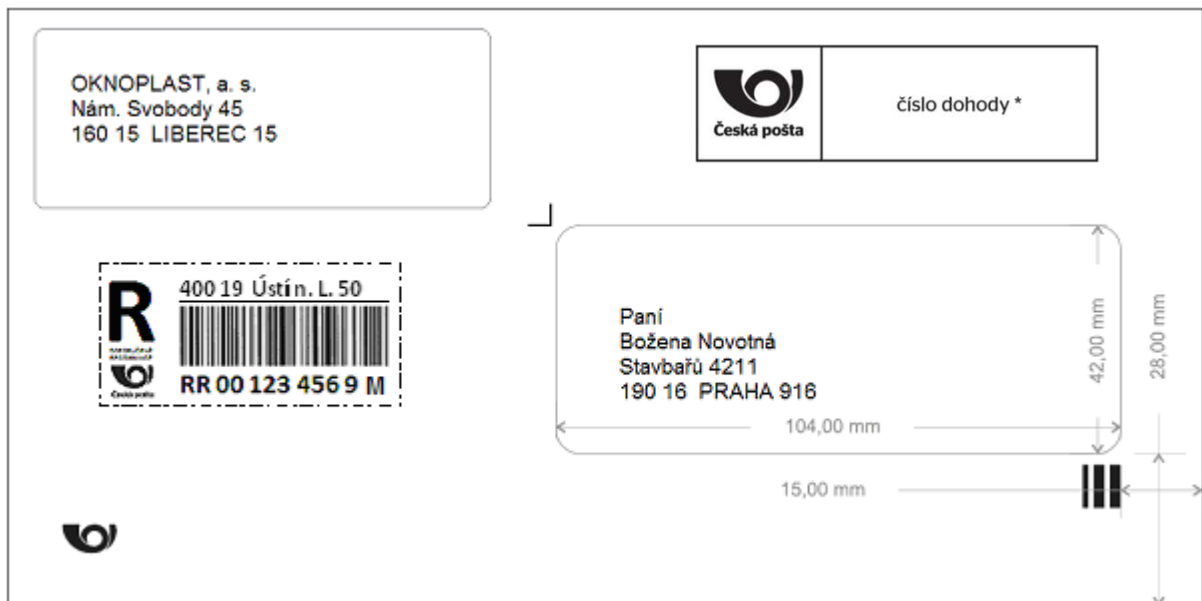 OKNOPLAST, a. s.
Nám. Svobody 45
160 15 LIBEREC 15
Česká pošta
číslo dohody *
R
400 19 Ústí n. L. 50
Česká pošta
RR 00 123 456 9 M
Paní
Božena Novotná
Stavbařů 4211
190 16 PRAHA 916
42,00 mm
28,00 mm
104,00 mm
15,00 mm